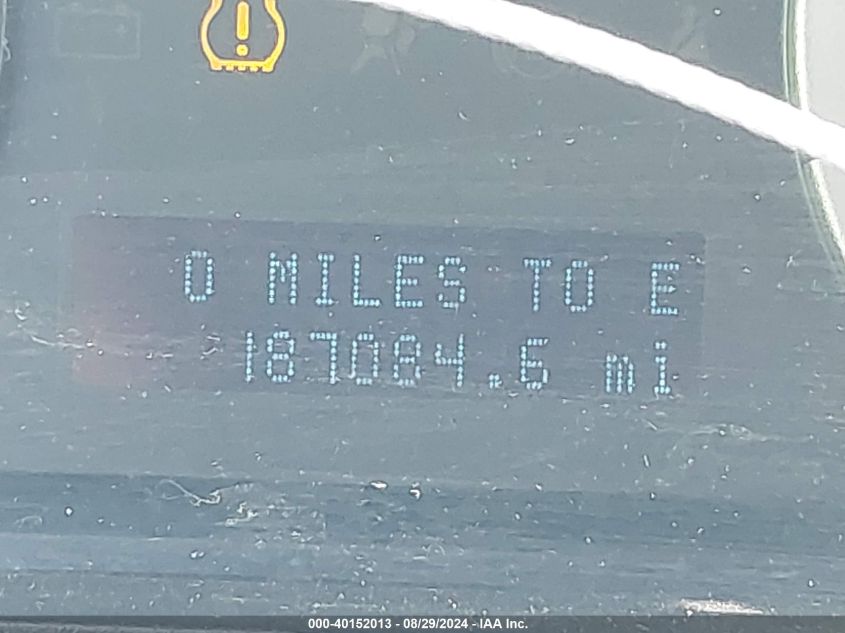 0 MILES TO E
187084.6 mi
000-40152013 - 08/29/2024 - IAA Inc.